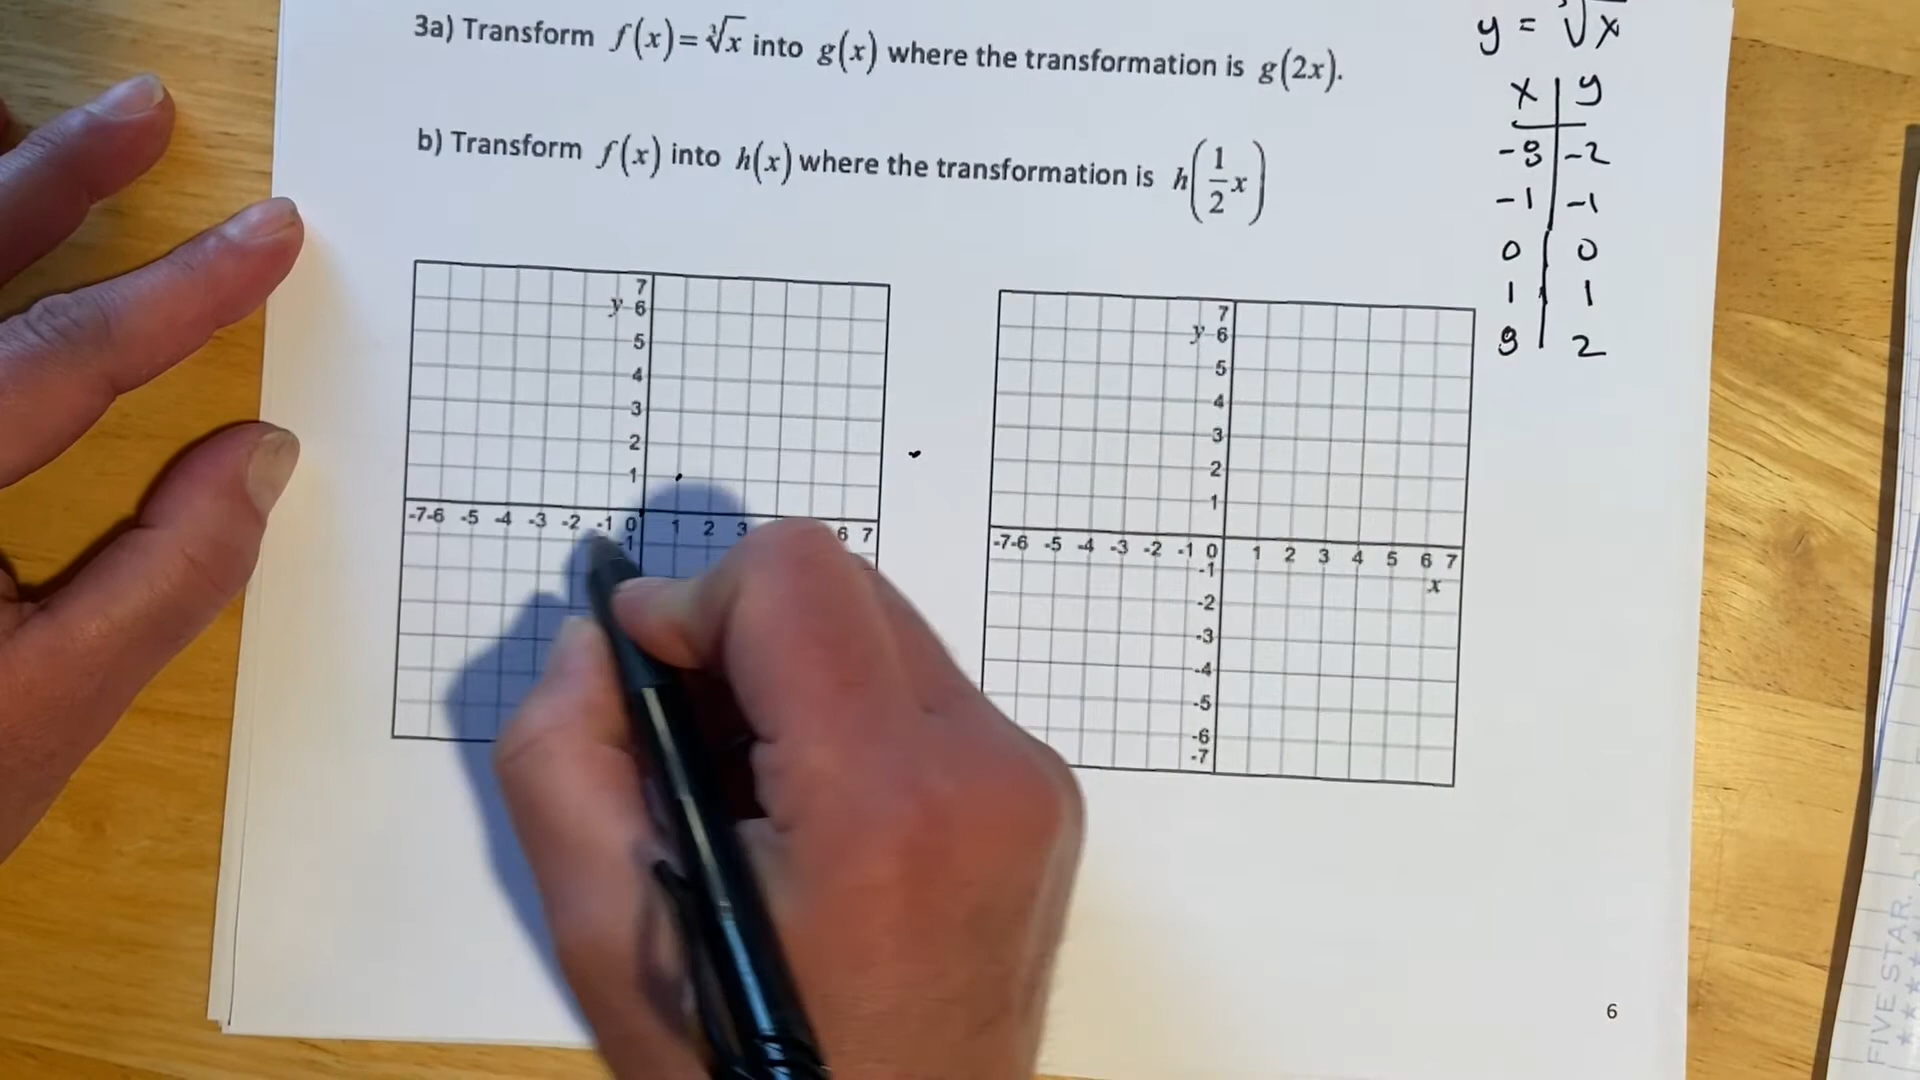 3a) Transform f(x)=∛x into g(x) where the transformation is g(2x).
b) Transform f(x) into h(x) where the transformation is h(1/2 x)
y = ∛x
x | y
-8 | -2
-1 | -1
0 | 0
1 | 1
8 | 2
7
y 6
5
4
3
2
1
-7 -6 -5 -4 -3 -2 -1 0 1 2 3 6 7
-1
7
y 6
5
4
3
2
1
-7 -6 -5 -4 -3 -2 -1 0 1 2 3 4 5 6 7
x
-1
-2
-3
-4
-5
-6
-7
6
FIVE STAR